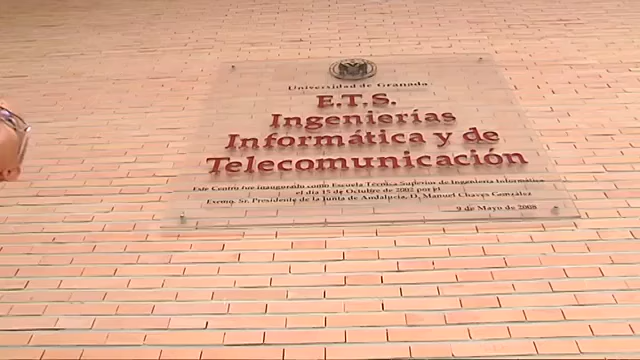 Universidad de Granada
E.T.S.
Ingenierías
Informática y de
Telecomunicación
Este Centro fue inaugurado como Escuela Técnica Superior de Ingeniería Informática
el día 15 de Octubre de 2002 por el
Exmo. Sr. Presidente de la Junta de Andalucía, D. Manuel Chaves González
9 de Mayo de 2008